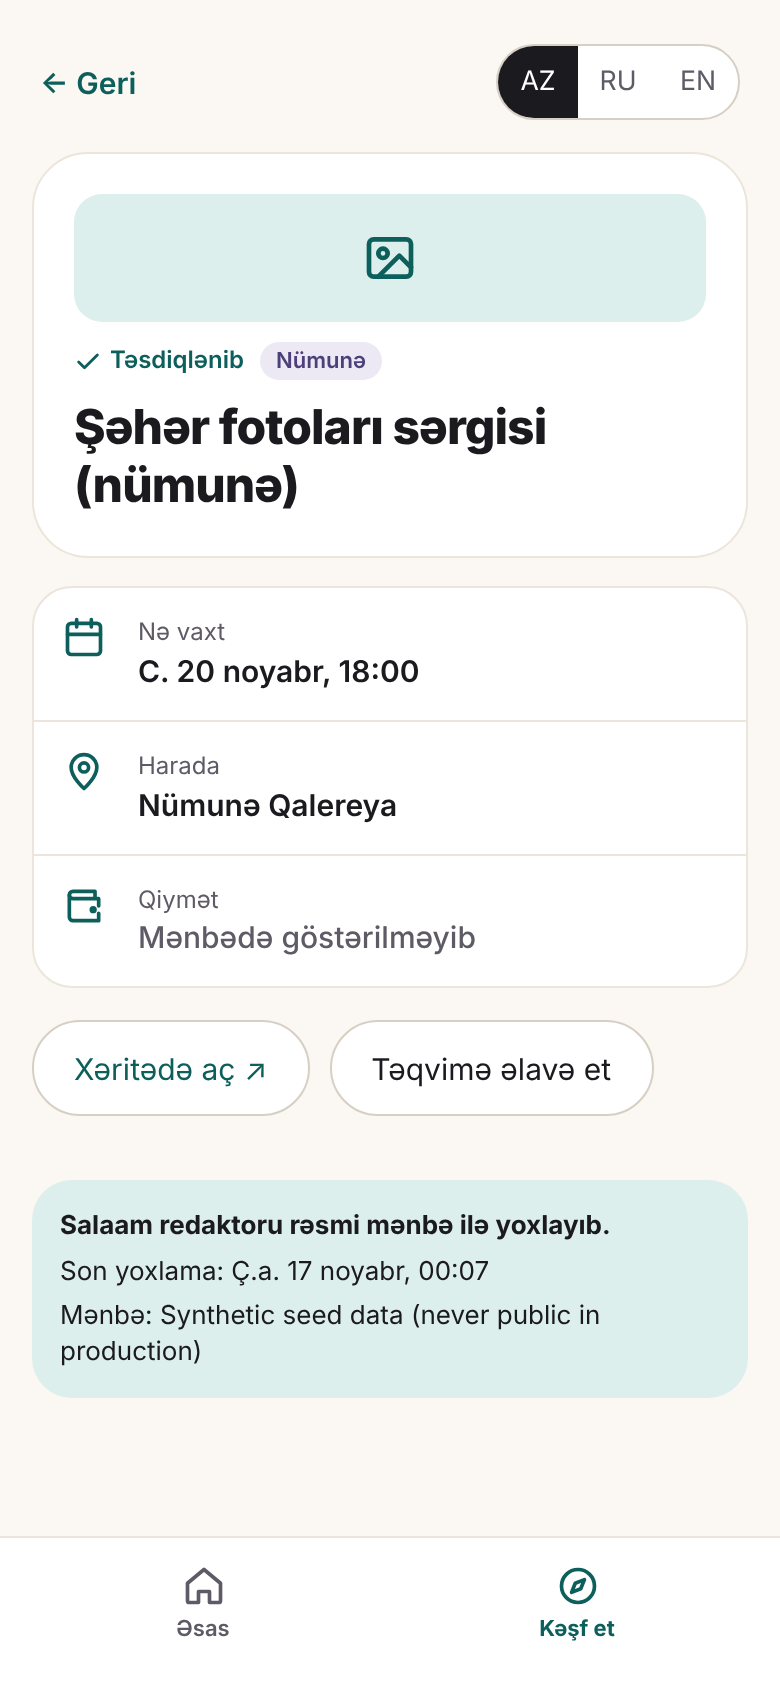 ← Geri
AZ RU EN
Təsdiqlənib Nümunə
Şəhər fotoları sərgisi
(nümunə)
Nə vaxt
C. 20 noyabr, 18:00
Harada
Nümunə Qalereya
Qiymət
Mənbədə göstərilməyib
Xəritədə aç ↗ Təqvimə əlavə et
Salaam redaktoru rəsmi mənbə ilə yoxlayıb.
Son yoxlama: Ç.a. 17 noyabr, 00:07
Mənbə: Synthetic seed data (never public in
production)
Əsas Kəşf et